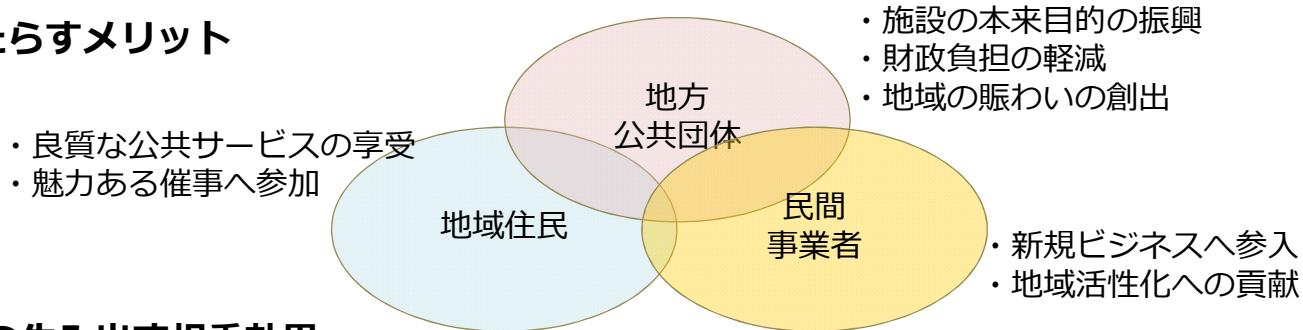 たらすメリット
・良質な公共サービスの享受
・魅力ある催事へ参加
・施設の本来目的の振興
・財政負担の軽減
・地域の賑わいの創出
地方
公共団体
地域住民
民間
事業者
・新規ビジネスへ参入
・地域活性化への貢献